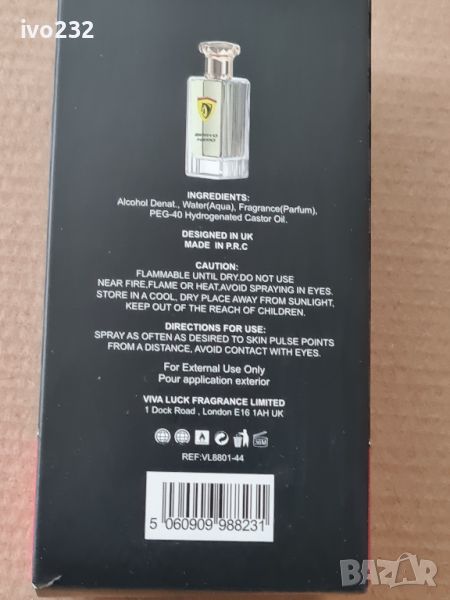 ivo232
INGREDIENTS:
Alcohol Denat., Water(Aqua), Fragrance(Parfum),
PEG-40 Hydrogenated Castor Oil.
DESIGNED IN UK
MADE IN P.R.C
CAUTION:
FLAMMABLE UNTIL DRY.DO NOT USE
NEAR FIRE,FLAME OR HEAT.AVOID SPRAYING IN EYES.
STORE IN A COOL, DRY PLACE AWAY FROM SUNLIGHT,
KEEP OUT OF THE REACH OF CHILDREN.
DIRECTIONS FOR USE:
SPRAY AS OFTEN AS DESIRED TO SKIN PULSE POINTS
FROM A DISTANCE, AVOID CONTACT WITH EYES.
For External Use Only
Pour application exterior
VIVA LUCK FRAGRANCE LIMITED
1 Dock Road , London E16 1AH UK
REF:VL8801-44
5 060909 988231
BAZAR